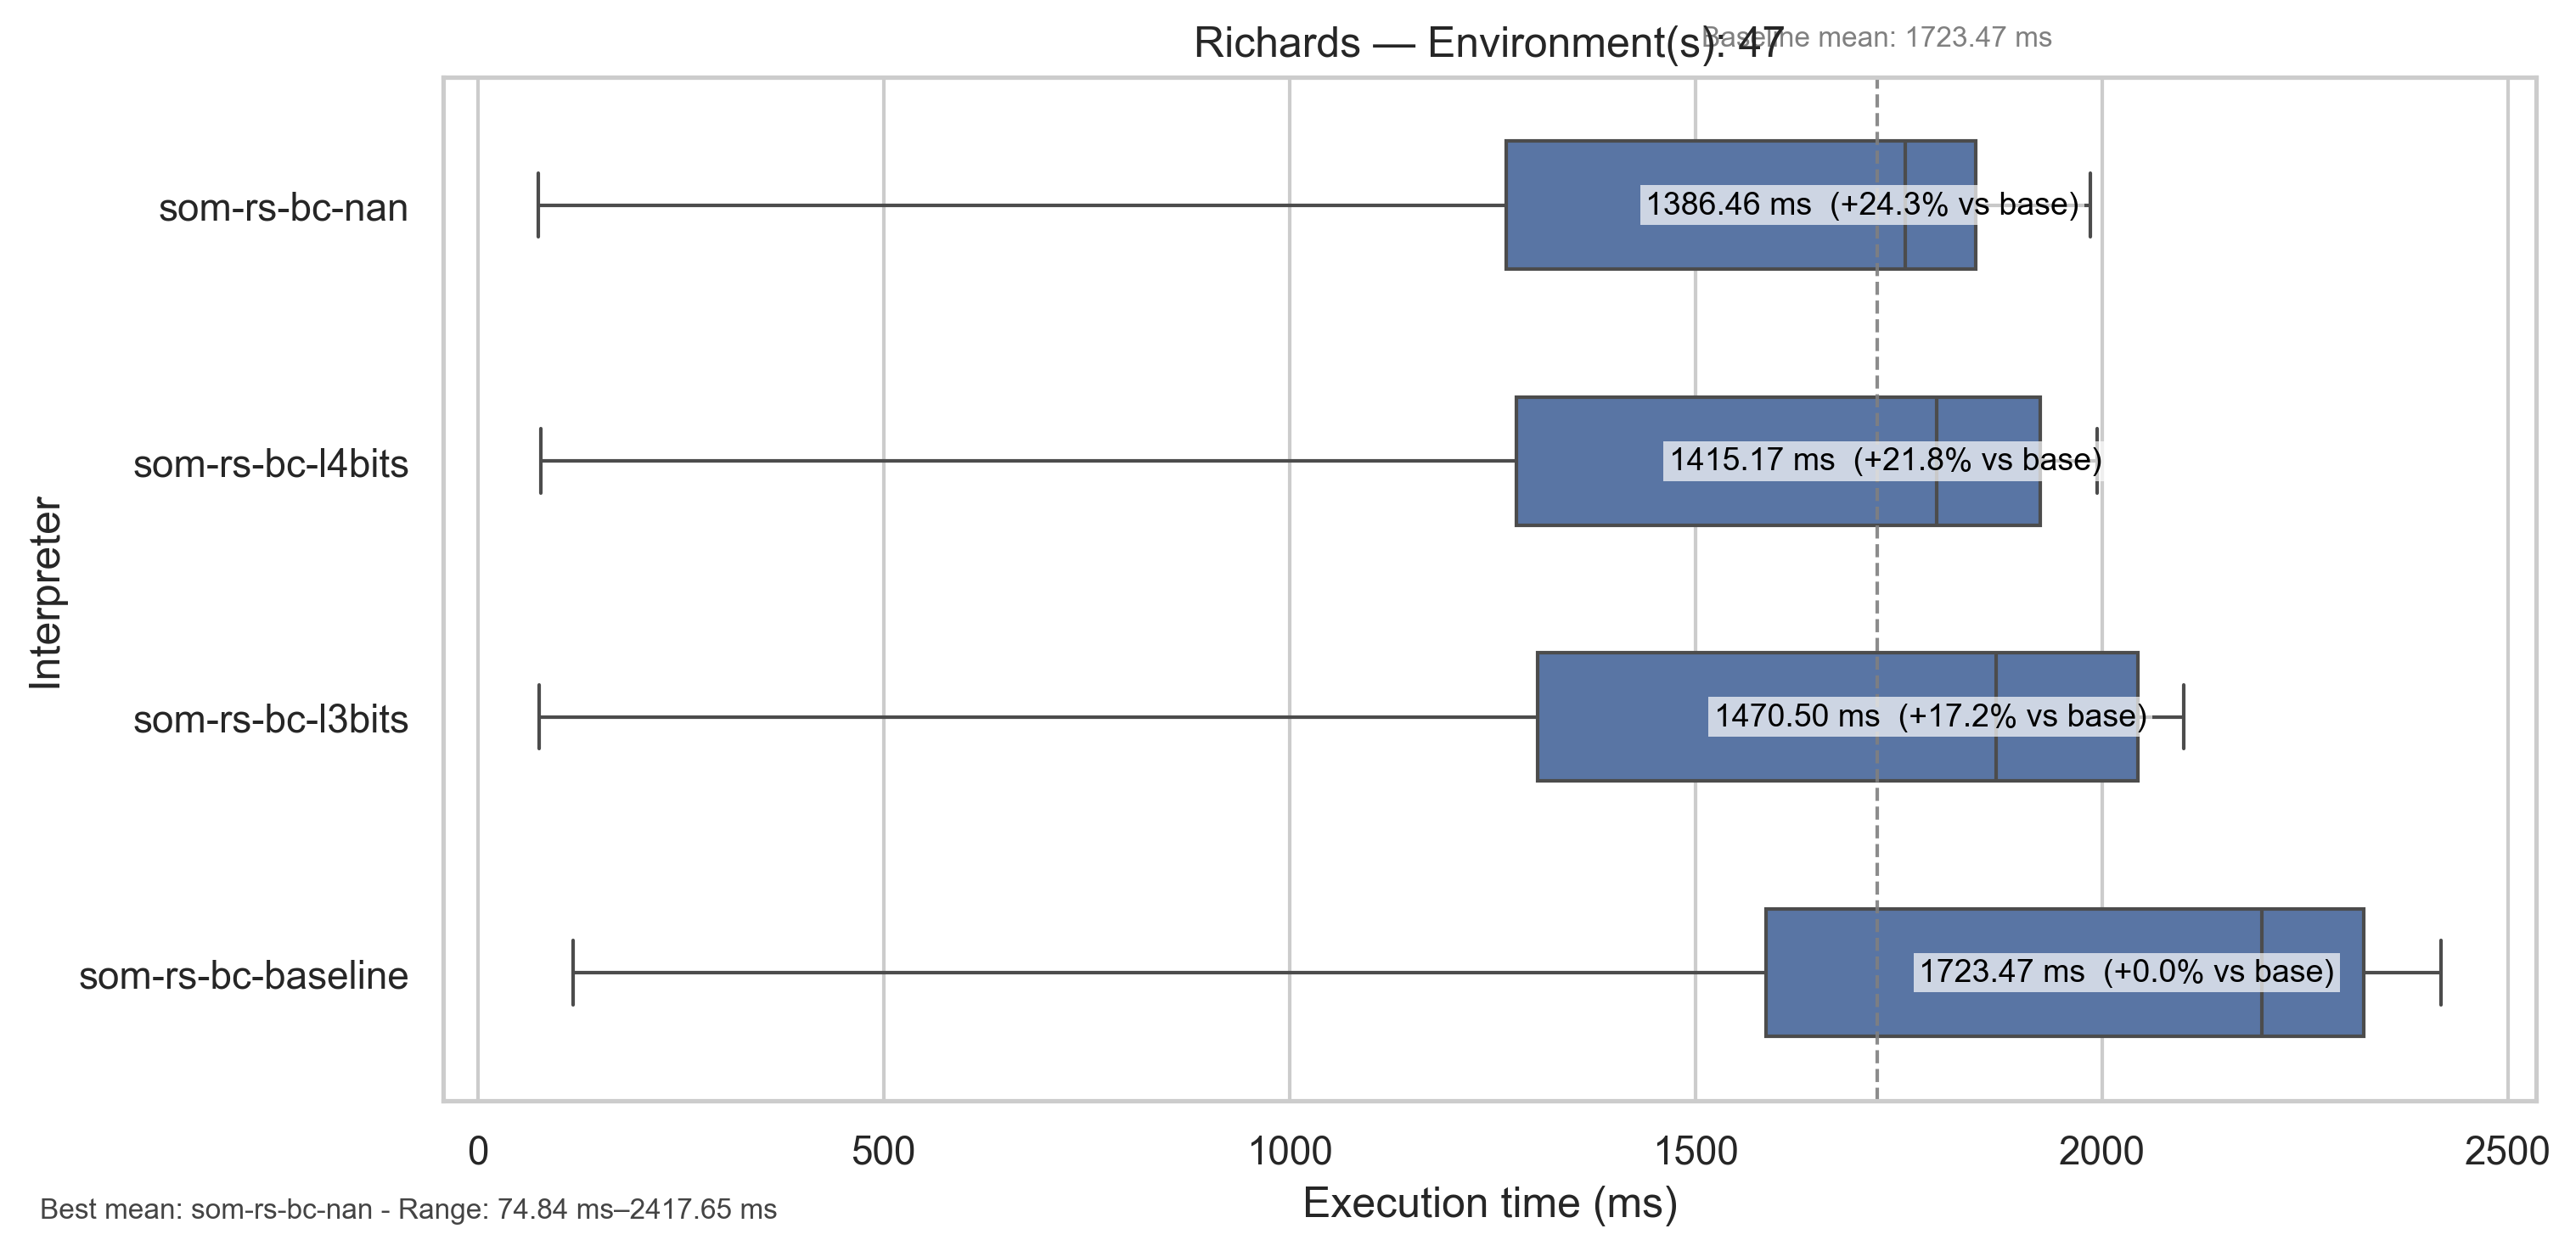 Richards — Environment(s): 47
Baseline mean: 1723.47 ms
Interpreter
som-rs-bc-nan
1386.46 ms (+24.3% vs base)
som-rs-bc-l4bits
1415.17 ms (+21.8% vs base)
som-rs-bc-l3bits
1470.50 ms (+17.2% vs base)
som-rs-bc-baseline
1723.47 ms (+0.0% vs base)
0 500 1000 1500 2000 2500
Execution time (ms)
Best mean: som-rs-bc-nan - Range: 74.84 ms–2417.65 ms